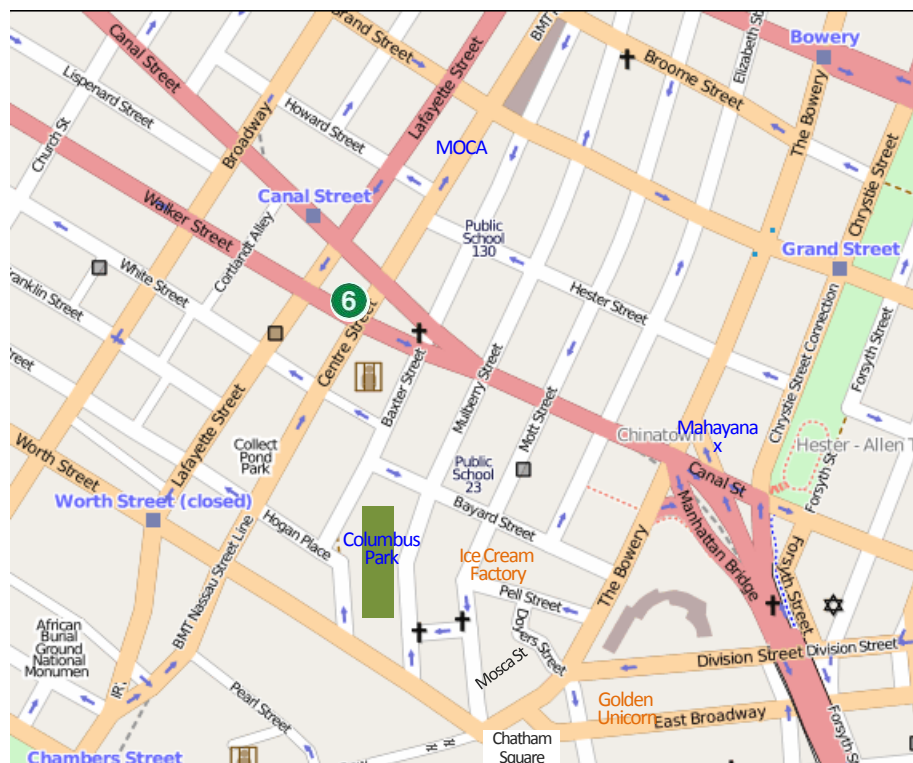 Canal Street
Grand Street
BMT
Elizabeth St
Bowery
Lispenard Street
Broadway
Howard Street
Lafayette Street
Broome Street
The Bowery
Chrystie Street
Church St
MOCA
Walker Street
Canal Street
Cortlandt Alley
Public
School
130
Grand Street
White Street
Franklin Street
6
Hester Street
Centre Street
Chrystie Street Connection
Forsyth Street
Street
Baxter Street
Mulberry Street
Mott Street
Lafayette Street
Collect
Pond
Park
Chinatown
Mahayana
x
Hester - Allen T
Worth Street
Public
School
23
Canal St
Forsyth St
Worth Street (closed)
Hogan Place
Columbus
Park
Bayard Street
Manhattan Bridge
Ice Cream
Factory
The Bowery
Forsyth Street
BMT Nassau Street Line
Pell Street
Doyers Street
African
Burial
Ground
National
Monumen
Mosca St
Division Street
Division Street
IR
Pearl Street
Golden
Unicorn
East Broadway
Forsyth St
Chatham
Square
Chambers Street